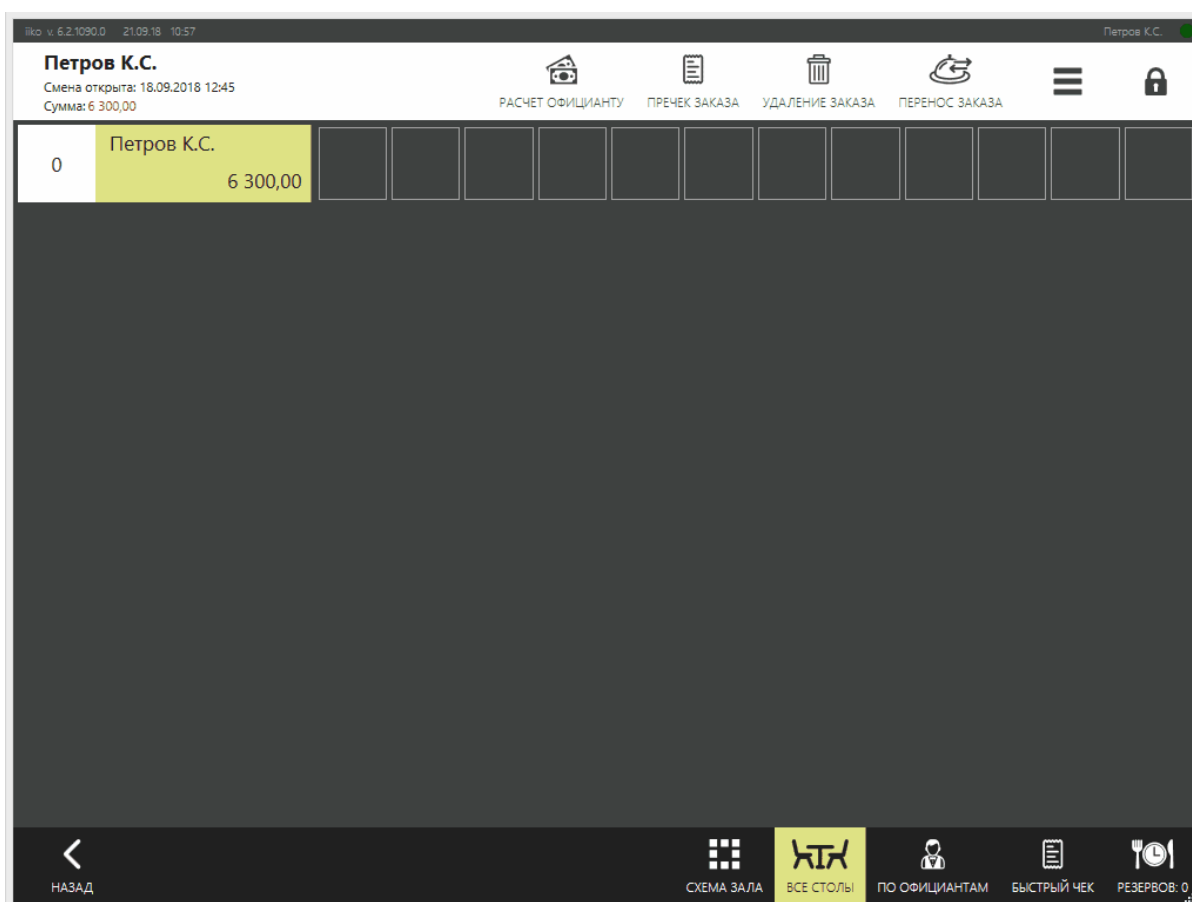 iiko v. 6.2.1090.0 21.09.18 10:57 Петров К.С.
Петров К.С.
Смена открыта: 18.09.2018 12:45
Сумма: 6 300,00
РАСЧЕТ ОФИЦИАНТУ ПРЕЧЕК ЗАКАЗА УДАЛЕНИЕ ЗАКАЗА ПЕРЕНОС ЗАКАЗА
0 Петров К.С.
6 300,00
НАЗАД СХЕМА ЗАЛА ВСЕ СТОЛЫ ПО ОФИЦИАНТАМ БЫСТРЫЙ ЧЕК РЕЗЕРВОВ: 0